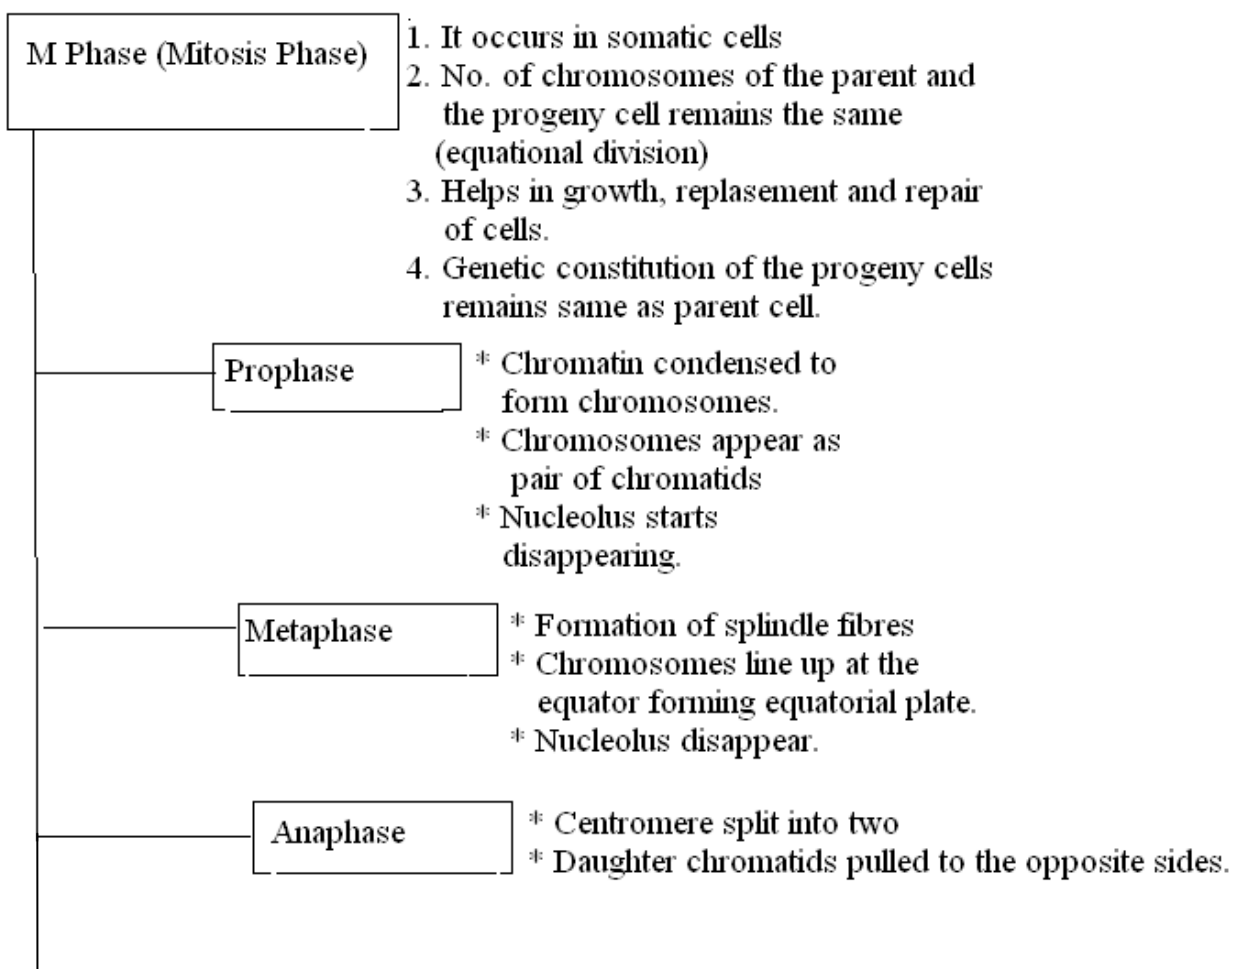 M Phase (Mitosis Phase)
1. It occurs in somatic cells
2. No. of chromosomes of the parent and
the progeny cell remains the same
(equational division)
3. Helps in growth, replasement and repair
of cells.
4. Genetic constitution of the progeny cells
remains same as parent cell.
Prophase
* Chromatin condensed to
form chromosomes.
* Chromosomes appear as
pair of chromatids
* Nucleolus starts
disappearing.
Metaphase
* Formation of splindle fibres
* Chromosomes line up at the
equator forming equatorial plate.
* Nucleolus disappear.
Anaphase
* Centromere split into two
* Daughter chromatids pulled to the opposite sides.